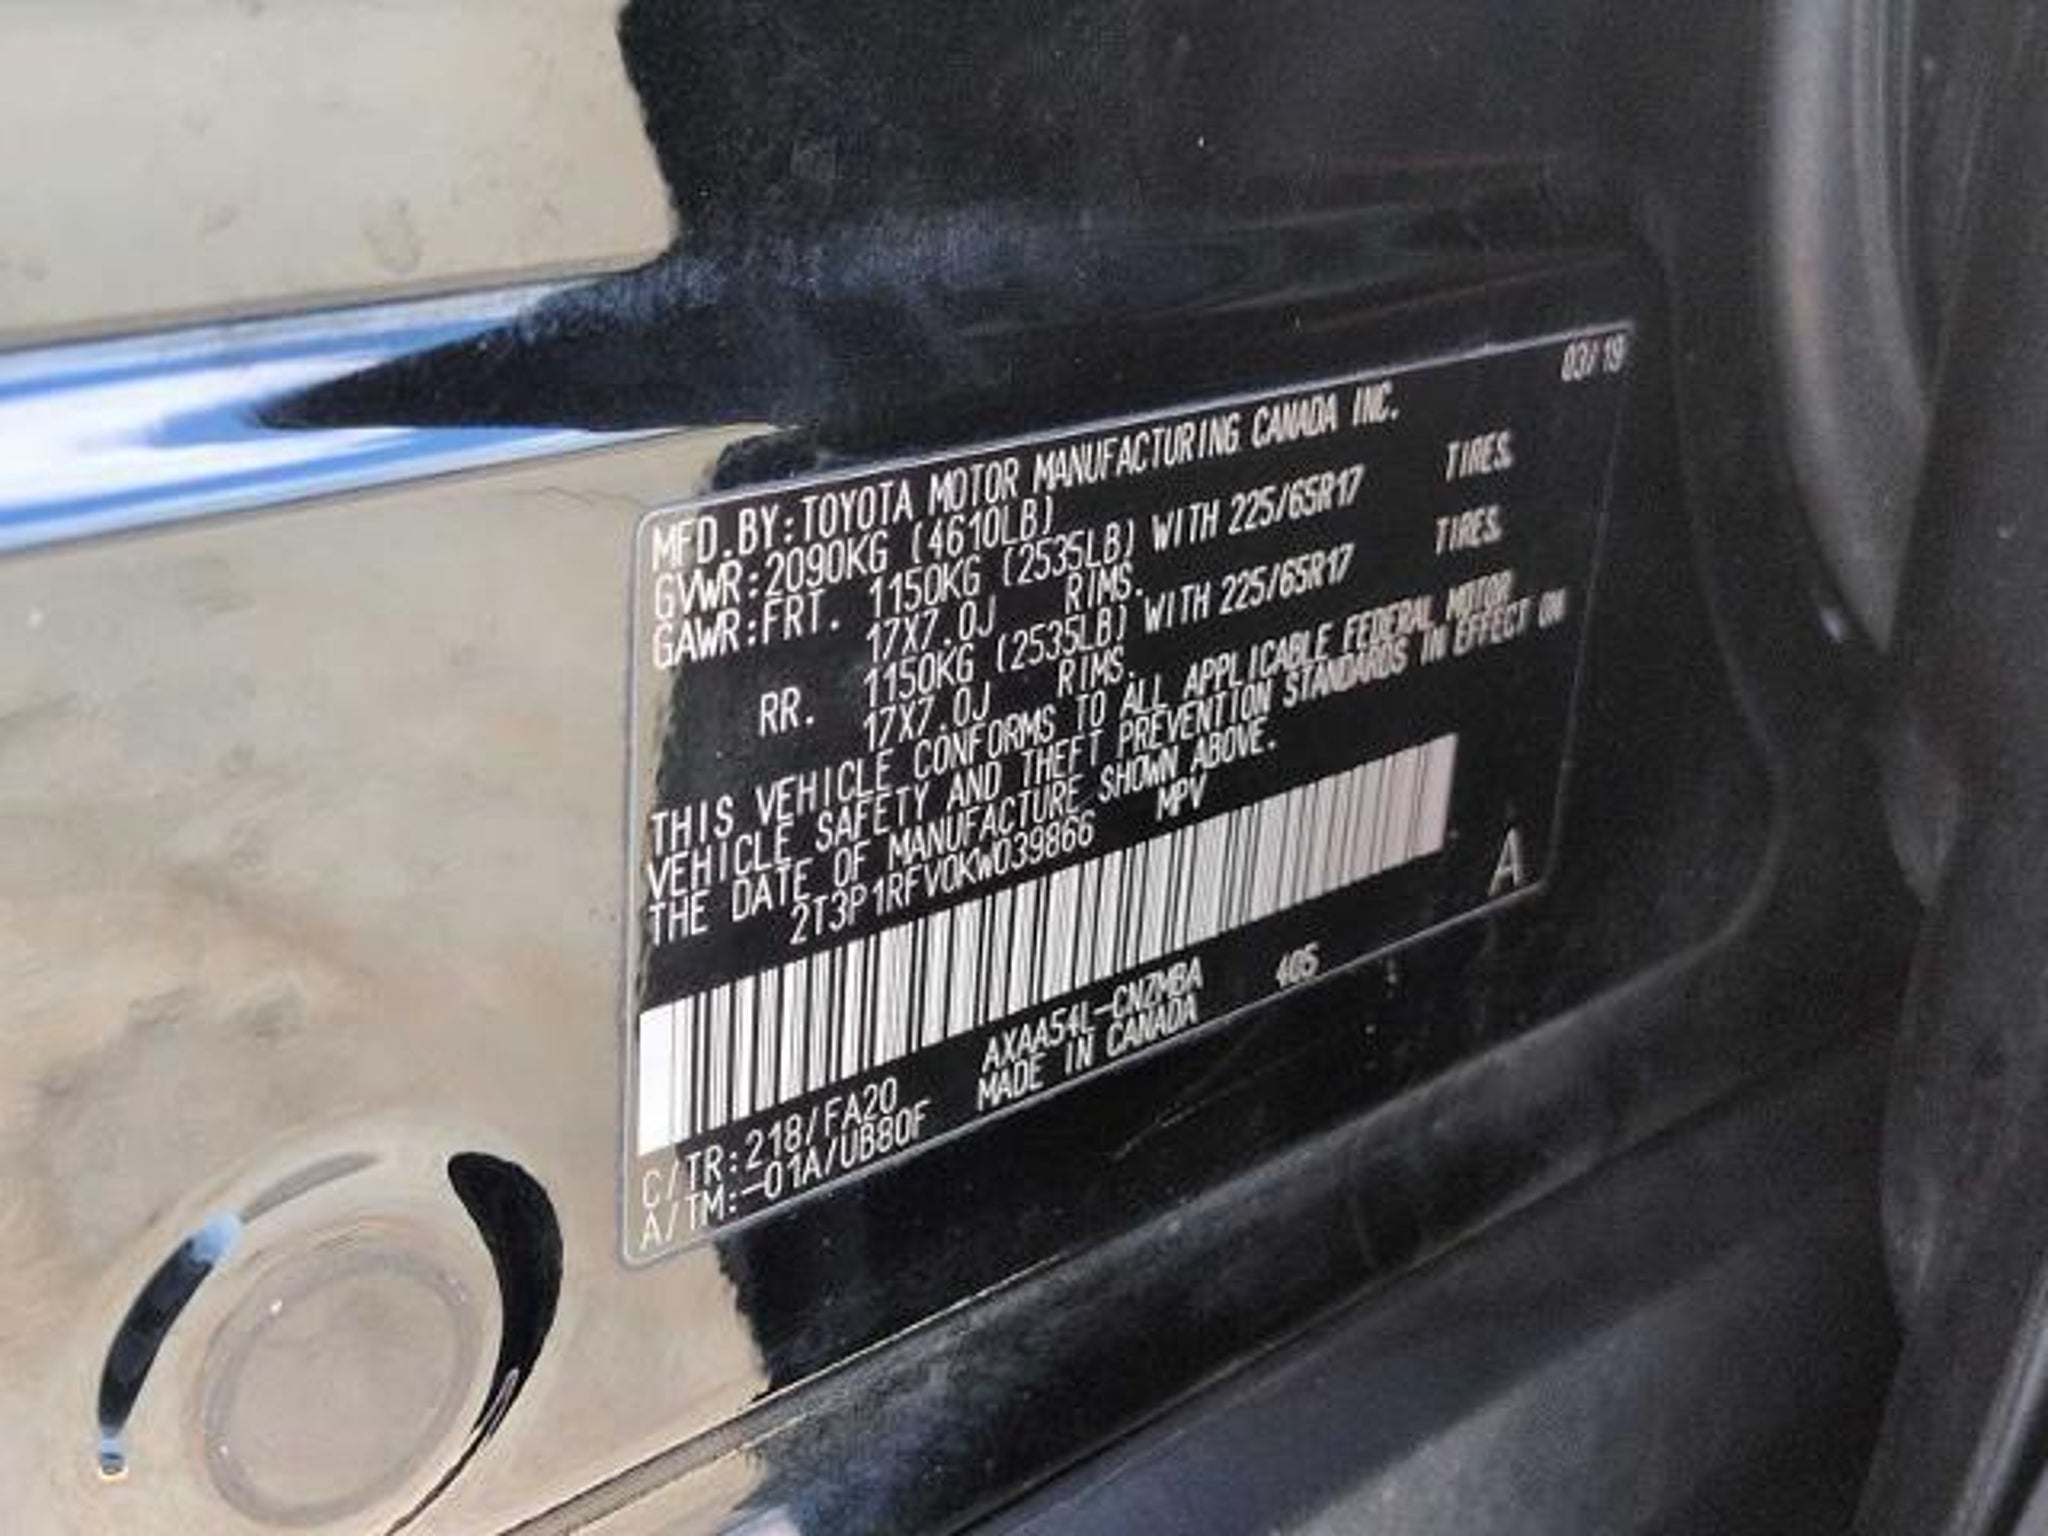 03/19
MFD.BY:TOYOTA MOTOR MANUFACTURING CANADA INC.
GVWR:2090KG (4610LB)
GAWR:FRT. 1150KG (2535LB) WITH 225/65R17 TIRES.
17X7.0J RIMS.
RR. 1150KG (2535LB) WITH 225/65R17 TIRES.
17X7.0J RIMS.
THIS VEHICLE CONFORMS TO ALL APPLICABLE FEDERAL MOTOR
VEHICLE SAFETY AND THEFT PREVENTION STANDARDS IN EFFECT ON
THE DATE OF MANUFACTURE SHOWN ABOVE.
2T3P1RFV0KW039866 MPV
A
C/TR:218/FA20 AXAA54L-CNZMBA 405
A/TM:-01A/UB80F MADE IN CANADA